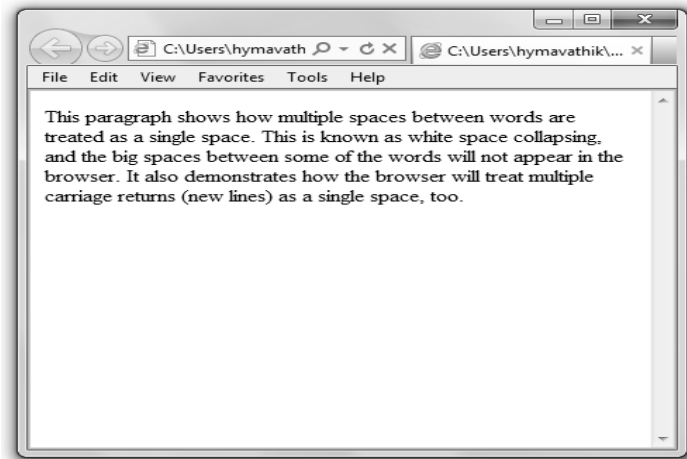 C:\Users\hymavath
C:\Users\hymavathik\...
File Edit View Favorites Tools Help
This paragraph shows how multiple spaces between words are
treated as a single space. This is known as white space collapsing,
and the big spaces between some of the words will not appear in the
browser. It also demonstrates how the browser will treat multiple
carriage returns (new lines) as a single space, too.